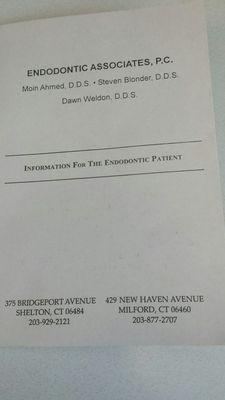 ENDODONTIC ASSOCIATES, P.C.
Moin Ahmed, D.D.S. • Steven Blonder, D.D.S.
Dawn Weldon, D.D.S.
INFORMATION FOR THE ENDODONTIC PATIENT
375 BRIDGEPORT AVENUE
SHELTON, CT 06484
203-929-2121
429 NEW HAVEN AVENUE
MILFORD, CT 06460
203-877-2707